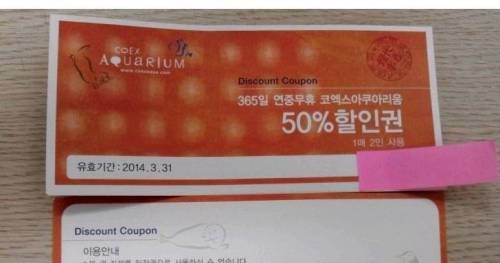 COEX
AQUARIUM
www.coexaqua.com
Discount Coupon
365일 연중무휴 코엑스아쿠아리움
50%할인권
1매 2인 사용
유효기간 : 2014. 3. 31
Discount Coupon
이용안내